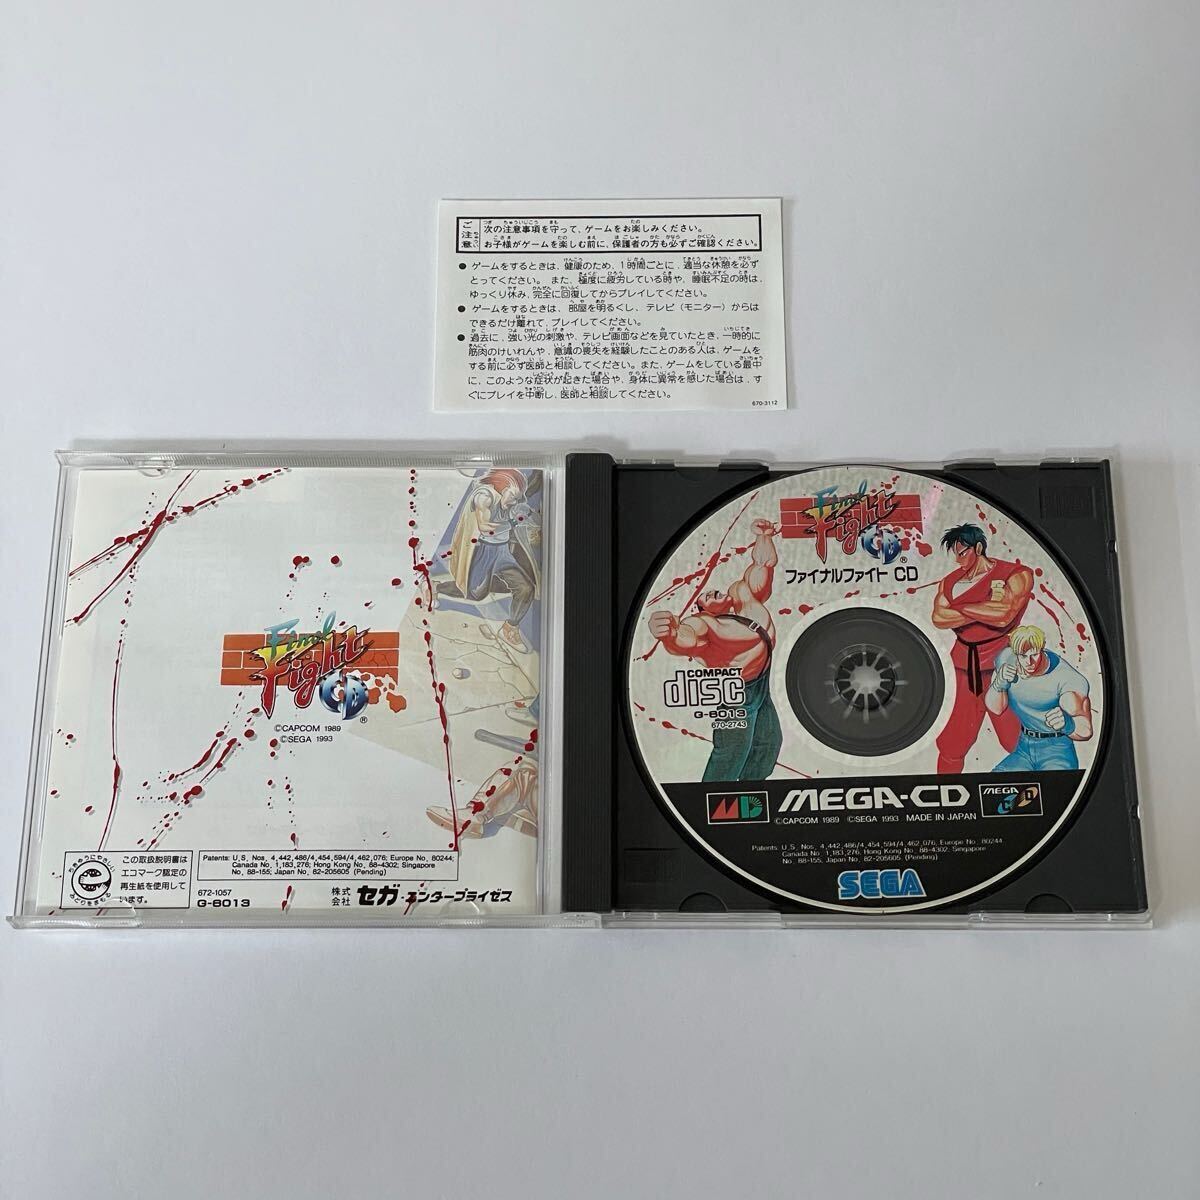 ご注意
次の注意事項を守って、ゲームをお楽しみください。
お子様がゲームを楽しむ前に、保護者の方も必ずご確認ください。
● ゲームをするときは、健康のため、1時間ごとに、適当な休憩を必ず
とってください。また、極度に疲労している時や、睡眠不足の時は、
ゆっくり休み、完全に回復してからプレイしてください。
● ゲームをするときは、部屋を明るくし、テレビ（モニター）からは
できるだけ離れて、プレイしてください。
● 過去に、強い光の刺激や、テレビ画面などを見ていたとき、一時的に
筋肉のけいれんや、意識の喪失を経験したことのある人は、ゲームを
する前に必ず医師と相談してください。また、ゲームをしている最中
に、このような症状が起きた場合や、身体に異常を感じた場合は、す
ぐにプレイを中断し、医師と相談してください。
670-3112
Final
Fight
CD®
©CAPCOM 1989
©SEGA 1993
ちきゅうにやさしい
みどりをまもる
この取扱説明書は
エコマーク認定の
再生紙を使用して
います。
Patents: U.S. Nos. 4,442,486/4,454,594/4,462,076; Europe No. 80244;
Canada No. 1,183,276; Hong Kong No. 88-4302; Singapore
No. 88-155; Japan No. 82-205605 (Pending)
672-1057
G-6013
株式会社 セガ・エンタープライゼス
Final
Fight
CD®
ファイナルファイト CD
COMPACT
disc
G-6013
670-2743
MD
MEGA-CD
MEGA
CD
©CAPCOM 1989 ©SEGA 1993 MADE IN JAPAN
Patents: U.S. Nos. 4,442,486/4,454,594/4,462,076; Europe No. 80244;
Canada No. 1,183,276; Hong Kong No. 88-4302; Singapore
No. 88-155; Japan No. 82-205605 (Pending)
SEGA